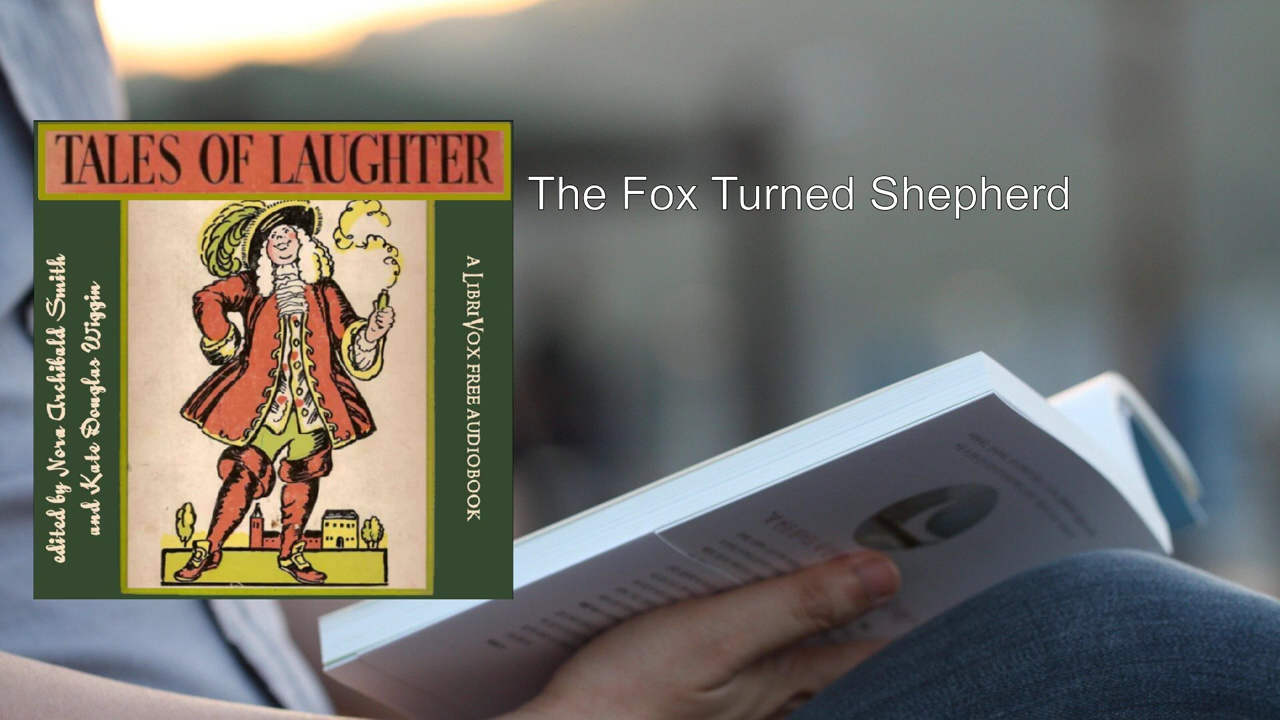 TALES OF LAUGHTER
The Fox Turned Shepherd
edited by Nora Archibald Smith
and Kate Douglas Wiggin
A LIBRIVOX FREE AUDIOBOOK